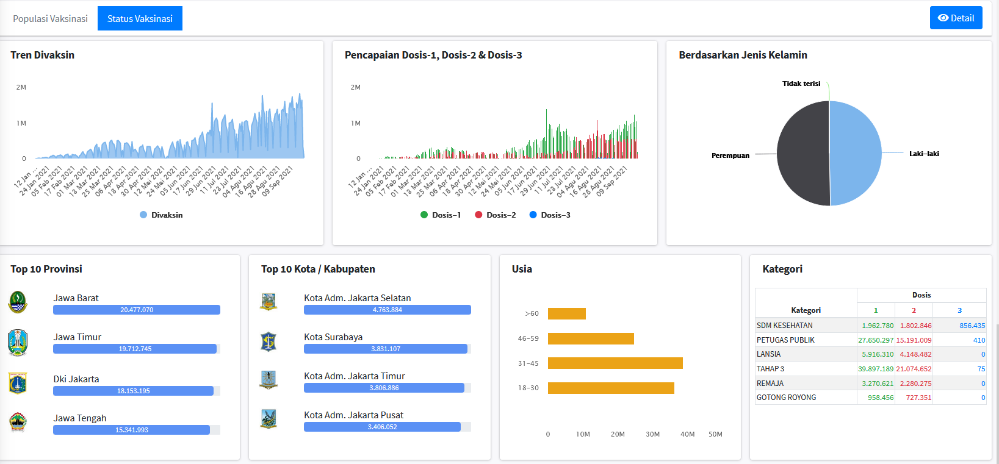 Populasi Vaksinasi
Status Vaksinasi
Detail
Tren Divaksin
2M
1M
0
12 Jan ...
24 Jan 2021
05 Feb 2021
17 Feb 2021
01 Mar 2021
13 Mar 2021
25 Mar 2021
06 Apr 2021
18 Apr 2021
30 Apr 2021
12 Mei 2021
24 Mei 2021
05 Jun 2021
17 Jun 2021
29 Jun 2021
11 Jul 2021
23 Jul 2021
04 Agu 2021
16 Agu 2021
28 Agu 2021
09 Sep 2021
Divaksin
Pencapaian Dosis-1, Dosis-2 & Dosis-3
2M
1M
0
12 Jan ...
24 Jan 2021
05 Feb 2021
17 Feb 2021
01 Mar 2021
13 Mar 2021
25 Mar 2021
06 Apr 2021
18 Apr 2021
30 Apr 2021
12 Mei 2021
24 Mei 2021
05 Jun 2021
17 Jun 2021
29 Jun 2021
11 Jul 2021
23 Jul 2021
04 Agu 2021
16 Agu 2021
28 Agu 2021
09 Sep 2021
Dosis-1 Dosis-2 Dosis-3
Berdasarkan Jenis Kelamin
Tidak terisi
Perempuan
Laki-laki
Top 10 Provinsi
Jawa Barat
20.477.070
Jawa Timur
19.712.745
Dki Jakarta
18.153.195
Jawa Tengah
15.341.993
Top 10 Kota / Kabupaten
Kota Adm. Jakarta Selatan
4.763.884
Kota Surabaya
3.831.107
Kota Adm. Jakarta Timur
3.806.886
Kota Adm. Jakarta Pusat
3.406.052
Usia
>60
46-59
31-45
18-30
0 10M 20M 30M 40M 50M
Kategori
Dosis
Kategori 1 2 3
SDM KESEHATAN 1.962.780 1.802.846 856.435
PETUGAS PUBLIK 27.650.297 15.191.009 410
LANSIA 5.916.310 4.148.482 0
TAHAP 3 39.897.189 21.074.652 75
REMAJA 3.270.621 2.280.275 0
GOTONG ROYONG 958.456 727.351 0